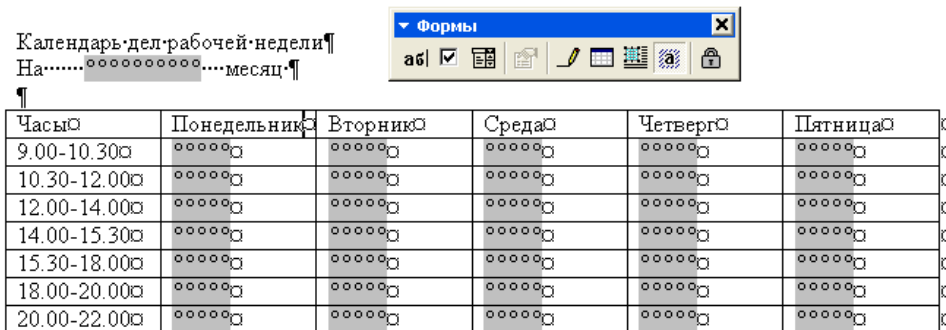 Формы
Календарь·дел·рабочей·недели¶
аб|
На·······°°°°°°°°°°····месяц·¶
¶
Часы¤ Понедельник¤ Вторник¤ Среда¤ Четверг¤ Пятница¤
9.00-10.30¤ °°°°°¤ °°°°°¤ °°°°°¤ °°°°°¤ °°°°°¤
10.30-12.00¤ °°°°°¤ °°°°°¤ °°°°°¤ °°°°°¤ °°°°°¤
12.00-14.00¤ °°°°°¤ °°°°°¤ °°°°°¤ °°°°°¤ °°°°°¤
14.00-15.30¤ °°°°°¤ °°°°°¤ °°°°°¤ °°°°°¤ °°°°°¤
15.30-18.00¤ °°°°°¤ °°°°°¤ °°°°°¤ °°°°°¤ °°°°°¤
18.00-20.00¤ °°°°°¤ °°°°°¤ °°°°°¤ °°°°°¤ °°°°°¤
20.00-22.00¤ °°°°°¤ °°°°°¤ °°°°°¤ °°°°°¤ °°°°°¤